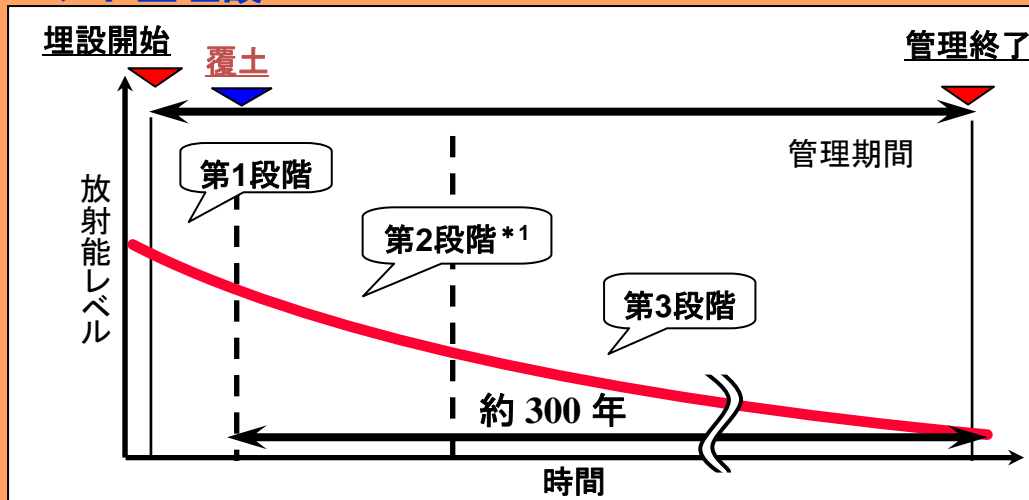 埋設開始
覆土
管理終了
管理期間
第1段階
第2段階*1
第3段階
放射能レベル
約 300 年
時間